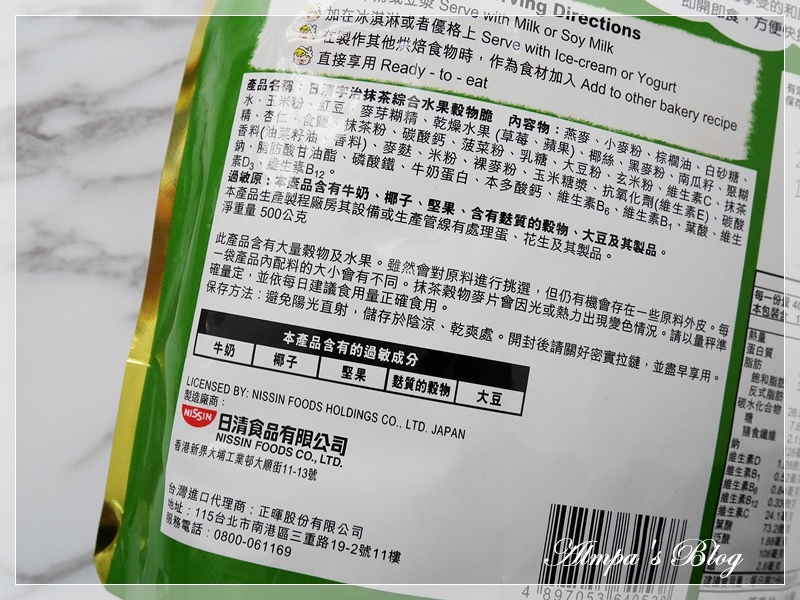 Serving Directions
Serve with Milk or Soy Milk
加在冰淇淋或者優格上 Serve with Ice-cream or Yogurt
在製作其他烘焙食物時，作為食材加入 Add to other bakery recipe
直接享用 Ready - to - eat
產品名稱：日清宇治抹茶綜合水果穀物脆　內容物：燕麥、小麥粉、棕櫚油、白砂糖、
水、玉米粉、紅豆、麥芽糊精、乾燥水果 (草莓、蘋果)、椰絲、黑麥粉、南瓜籽、聚糊
精、杏仁、食鹽、抹茶粉、碳酸鈣、菠菜粉、乳糖、大豆粉、玄米粉、維生素C、抹茶
香料(油菜籽油、香料)、麥麩、米粉、裸麥粉、玉米糖漿、抗氧化劑(維生素E)、碳酸
鈉、脂肪酸甘油酯、磷酸鐵、牛奶蛋白、本多酸鈣、維生素B6、維生素B1、葉酸、維生
素D3、維生素B12。
過敏原：本產品含有牛奶、椰子、堅果、含有麩質的穀物、大豆及其製品。
本產品生產製程廠房其設備或生產管線有處理蛋、花生及其製品。
淨重量 500公克
此產品含有大量穀物及水果。雖然會對原料進行挑選，但仍有機會存在一些原料外皮。每
一袋產品內配料的大小會有不同。抹茶穀物麥片會因光或熱力出現變色情況。請以量秤準
確量定，並依每日建議食用量正確食用。
保存方法：避免陽光直射，儲存於陰涼、乾爽處。開封後請關好密實拉鏈，並盡早享用。
本產品含有的過敏成分
牛奶 椰子 堅果 麩質的穀物 大豆
LICENSED BY: NISSIN FOODS HOLDINGS CO., LTD. JAPAN
製造廠商：
NISSIN 日清食品有限公司
NISSIN FOODS CO., LTD.
香港新界大埔工業邨大順街11-13號
台灣進口代理商：正暉股份有限公司
地址：115台北市南港區三重路19-2號11樓
服務電話：0800-061169
熱量
蛋白質
脂肪
飽和脂肪
反式脂肪
碳水化合物
糖
膳食纖維
鈉
維生素D
維生素B1
維生素B6
維生素B12
維生素C
葉酸
Almpa's Blog